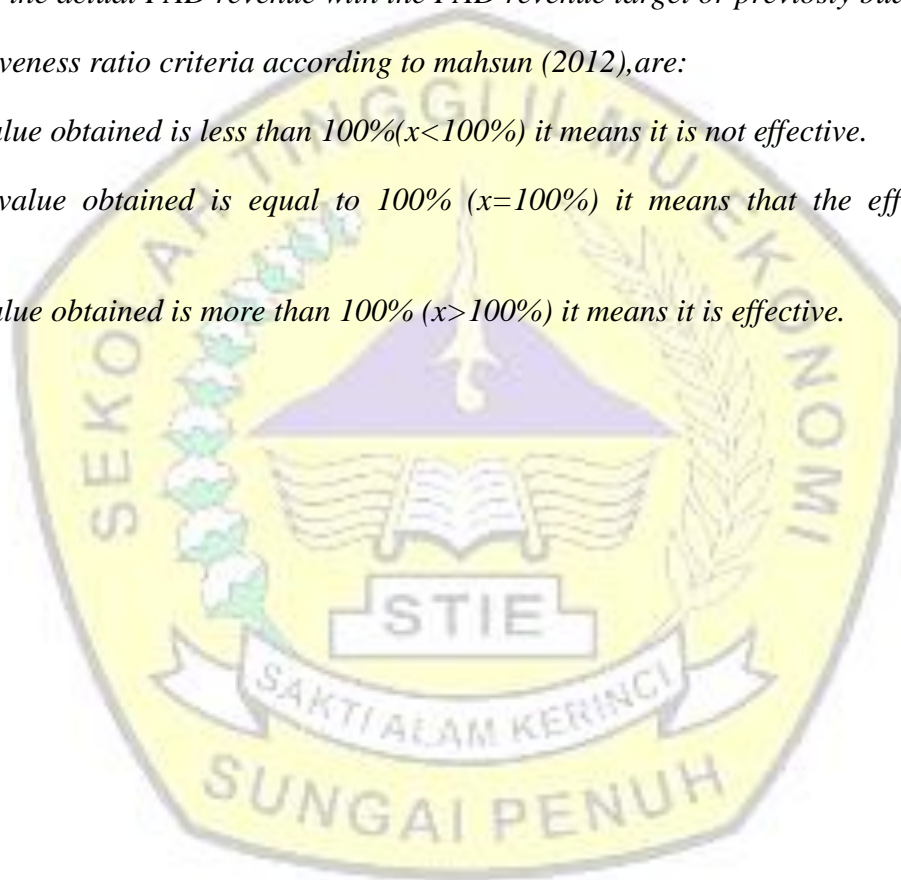 the actual PAD revenue with the PAD revenue target or previosly
veness ratio criteria according to mahsun (2012),are:
alue obtained is less than 100%(x<100%) it means it is not effective.
value obtained is equal to 100% (x=100%) it means that the eff
alue obtained is more than 100% (x>100%) it means it is effective.
SEKOLAH TINGGI ILMU EKONOMI
STIE
SAKTI ALAM KERINCI
SUNGAI PENUH